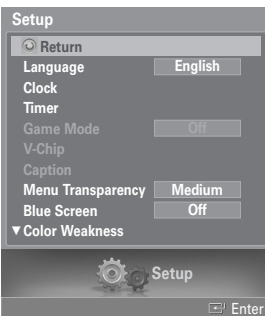 Setup
Return
Language English
Clock
Timer
Game Mode Off
V-Chip
Caption
Menu Transparency Medium
Blue Screen Off
▼ Color Weakness
Setup
Enter